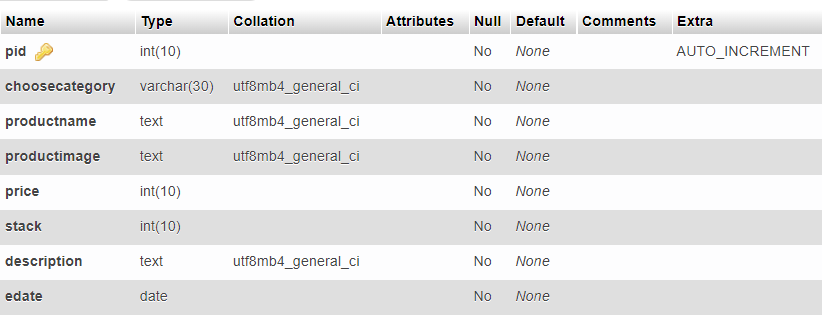 Name Type Collation Attributes Null Default Comments Extra
pid int(10) No None AUTO_INCREMENT
choosecategory varchar(30) utf8mb4_general_ci No None
productname text utf8mb4_general_ci No None
productimage text utf8mb4_general_ci No None
price int(10) No None
stack int(10) No None
description text utf8mb4_general_ci No None
edate date No None